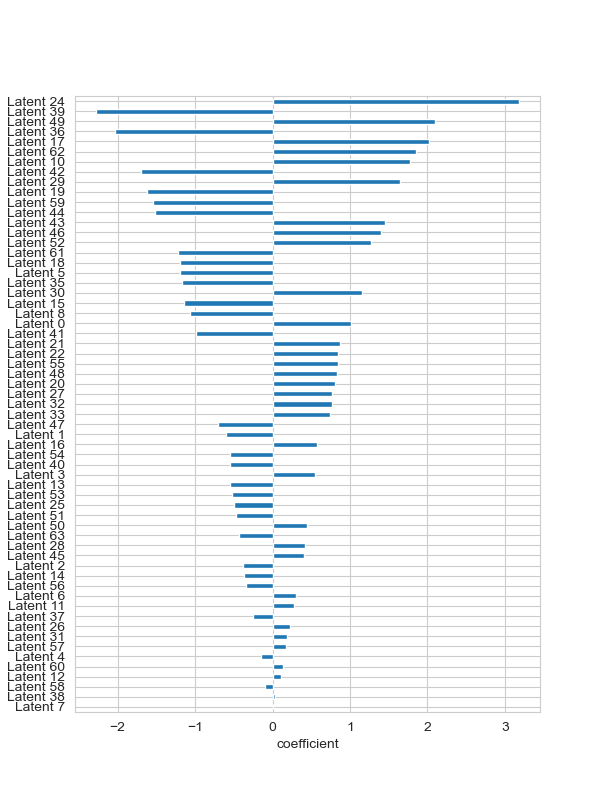 Latent 24
Latent 39
Latent 49
Latent 36
Latent 17
Latent 62
Latent 10
Latent 42
Latent 29
Latent 19
Latent 59
Latent 44
Latent 43
Latent 46
Latent 52
Latent 61
Latent 18
Latent 5
Latent 35
Latent 30
Latent 15
Latent 8
Latent 0
Latent 41
Latent 21
Latent 22
Latent 55
Latent 48
Latent 20
Latent 27
Latent 32
Latent 33
Latent 47
Latent 1
Latent 16
Latent 54
Latent 40
Latent 3
Latent 13
Latent 53
Latent 25
Latent 51
Latent 50
Latent 63
Latent 28
Latent 45
Latent 2
Latent 14
Latent 56
Latent 6
Latent 11
Latent 37
Latent 26
Latent 31
Latent 57
Latent 4
Latent 60
Latent 12
Latent 58
Latent 38
Latent 7
−2 −1 0 1 2 3
coefficient